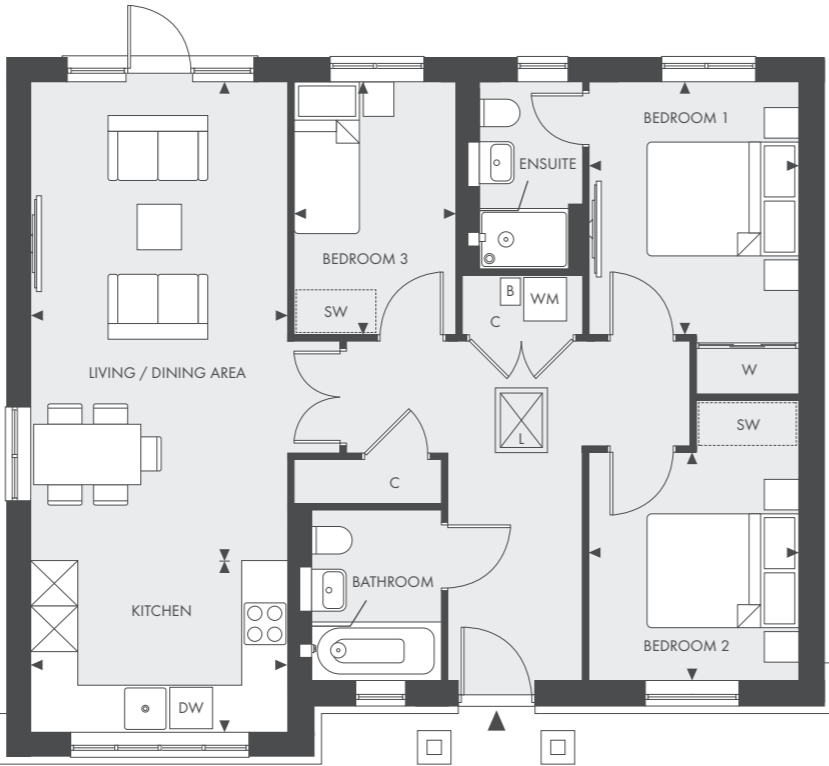 BEDROOM 1
ENSUITE
BEDROOM 3
B
WM
C
SW
LIVING / DINING AREA
W
SW
L
C
BATHROOM
KITCHEN
BEDROOM 2
DW